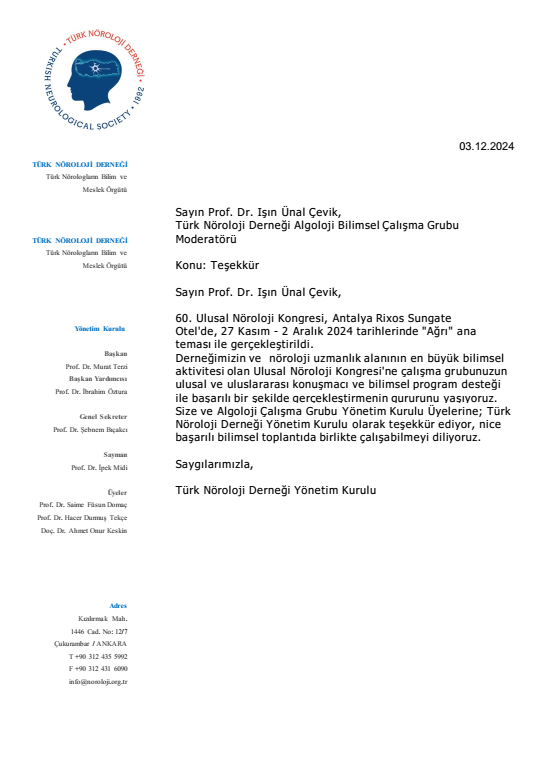 • TÜRK NÖROLOJİ DERNEĞİ •
TURKISH NEUROLOGICAL SOCIETY • 1992
03.12.2024
TÜRK NÖROLOJİ DERNEĞİ
Türk Nörologların Bilim ve
Meslek Örgütü
TÜRK NÖROLOJİ DERNEĞİ
Türk Nörologların Bilim ve
Meslek Örgütü
Yönetim Kurulu
Başkan
Prof. Dr. Murat Terzi
Başkan Yardımcısı
Prof. Dr. İbrahim Öztura
Genel Sekreter
Prof. Dr. Şebnem Bıçakcı
Sayman
Prof. Dr. İpek Midi
Üyeler
Prof. Dr. Saime Füsun Domaç
Prof. Dr. Hacer Durmuş Tekçe
Doç. Dr. Ahmet Onur Keskin
Adres
Kızılırmak Mah.
1446 Cad. No: 12/7
Çukurambar / ANKARA
T +90 312 435 5992
F +90 312 431 6090
info@noroloji.org.tr
Sayın Prof. Dr. Işın Ünal Çevik,
Türk Nöroloji Derneği Algoloji Bilimsel Çalışma Grubu
Moderatörü
Konu: Teşekkür
Sayın Prof. Dr. Işın Ünal Çevik,
60. Ulusal Nöroloji Kongresi, Antalya Rixos Sungate
Otel'de, 27 Kasım - 2 Aralık 2024 tarihlerinde "Ağrı" ana
teması ile gerçekleştirildi.
Derneğimizin ve nöroloji uzmanlık alanının en büyük bilimsel
aktivitesi olan Ulusal Nöroloji Kongresi'ne çalışma grubunuzun
ulusal ve uluslararası konuşmacı ve bilimsel program desteği
ile başarılı bir şekilde gerçekleştirmenin gururunu yaşıyoruz.
Size ve Algoloji Çalışma Grubu Yönetim Kurulu Üyelerine; Türk
Nöroloji Derneği Yönetim Kurulu olarak teşekkür ediyor, nice
başarılı bilimsel toplantıda birlikte çalışabilmeyi diliyoruz.
Saygılarımızla,
Türk Nöroloji Derneği Yönetim Kurulu